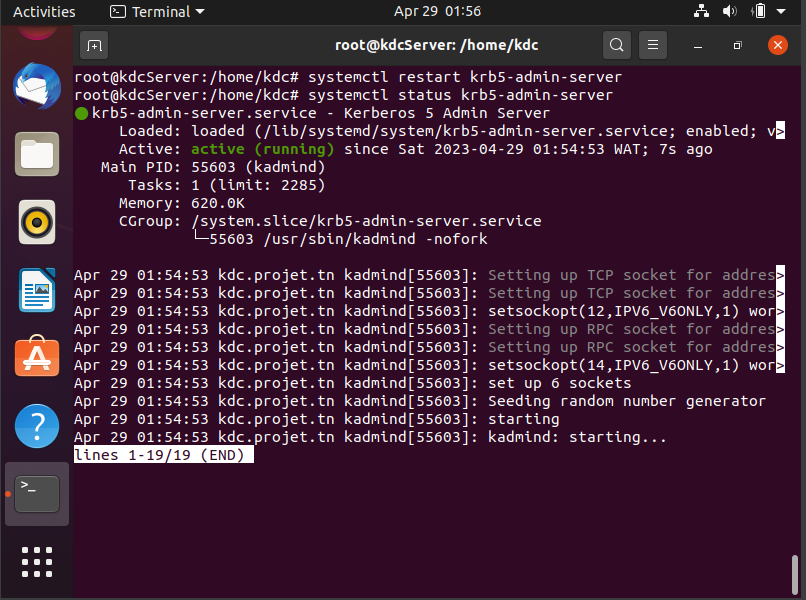 Activities
Terminal
Apr 29 01:56
root@kdcServer: /home/kdc
root@kdcServer:/home/kdc# systemctl restart krb5-admin-server
root@kdcServer:/home/kdc# systemctl status krb5-admin-server
● krb5-admin-server.service - Kerberos 5 Admin Server
Loaded: loaded (/lib/systemd/system/krb5-admin-server.service; enabled; v>
Active: active (running) since Sat 2023-04-29 01:54:53 WAT; 7s ago
Main PID: 55603 (kadmind)
Tasks: 1 (limit: 2285)
Memory: 620.0K
CGroup: /system.slice/krb5-admin-server.service
└─55603 /usr/sbin/kadmind -nofork
Apr 29 01:54:53 kdc.projet.tn kadmind[55603]: Setting up TCP socket for addres>
Apr 29 01:54:53 kdc.projet.tn kadmind[55603]: Setting up TCP socket for addres>
Apr 29 01:54:53 kdc.projet.tn kadmind[55603]: setsockopt(12,IPV6_V6ONLY,1) wor>
Apr 29 01:54:53 kdc.projet.tn kadmind[55603]: Setting up RPC socket for addres>
Apr 29 01:54:53 kdc.projet.tn kadmind[55603]: Setting up RPC socket for addres>
Apr 29 01:54:53 kdc.projet.tn kadmind[55603]: setsockopt(14,IPV6_V6ONLY,1) wor>
Apr 29 01:54:53 kdc.projet.tn kadmind[55603]: set up 6 sockets
Apr 29 01:54:53 kdc.projet.tn kadmind[55603]: Seeding random number generator
Apr 29 01:54:53 kdc.projet.tn kadmind[55603]: starting
Apr 29 01:54:53 kdc.projet.tn kadmind[55603]: kadmind: starting...
lines 1-19/19 (END)